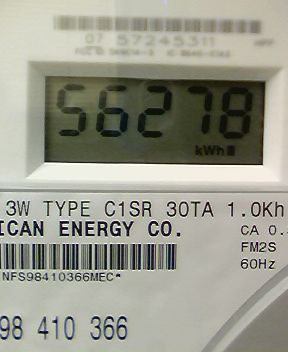 07 57245311
56278
kWh
3W TYPE C1SR 30TA 1.0Kh
ICAN ENERGY CO.
CA 0.
FM2S
60Hz
NFS98410366MEC*
98 410 366